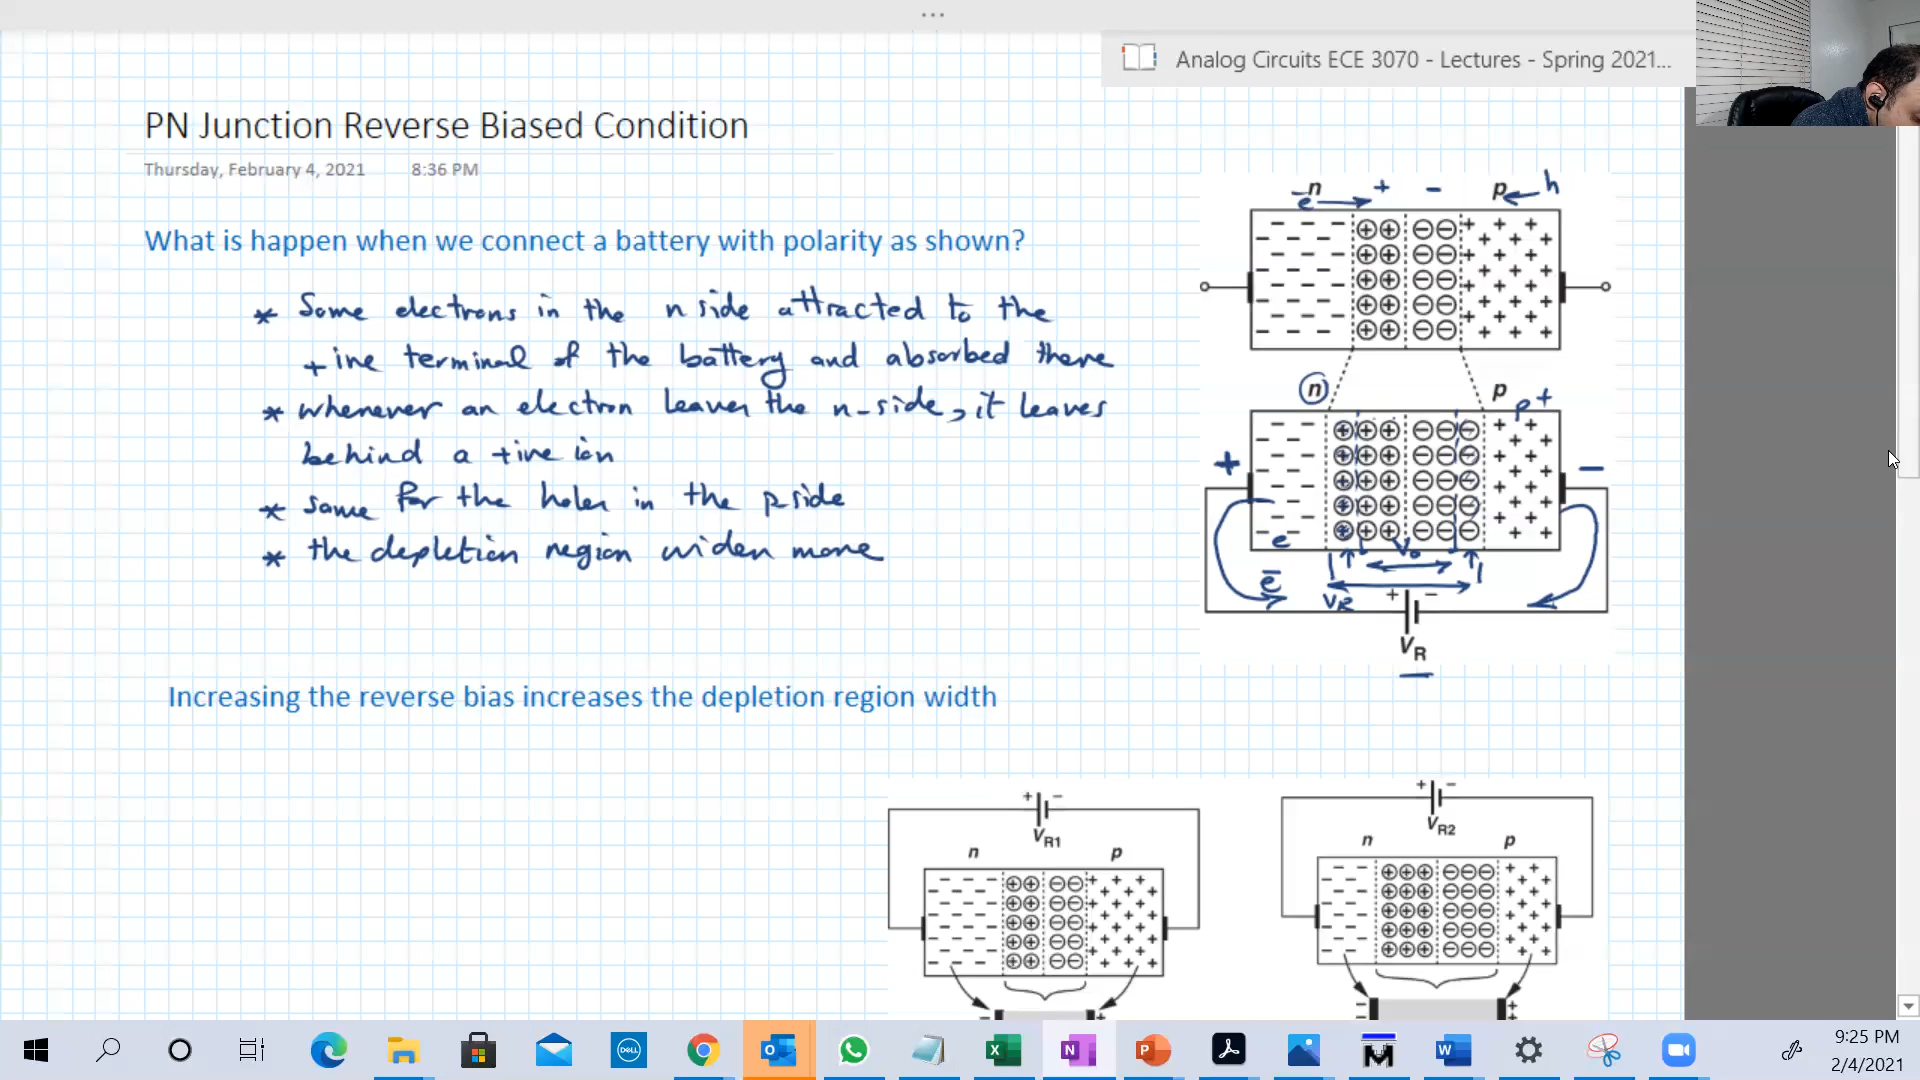 Analog Circuits ECE 3070 - Lectures - Spring 2021...
PN Junction Reverse Biased Condition
Thursday, February 4, 2021 8:36 PM
What is happen when we connect a battery with polarity as shown?
* Some electrons in the n side attracted to the
+ive terminal of the battery and absorbed there
* whenever an electron leaves the n-side, it leaves
behind a +ive ion
* same for the holes in the p side
* the depletion region widen more
n + - p h
e
n p
p+
+ -
e Vo
e
VR + -
VR
Increasing the reverse bias increases the depletion region width
+ -
VR1
n p
+ -
VR2
n p
DELL
9:25 PM
2/4/2021